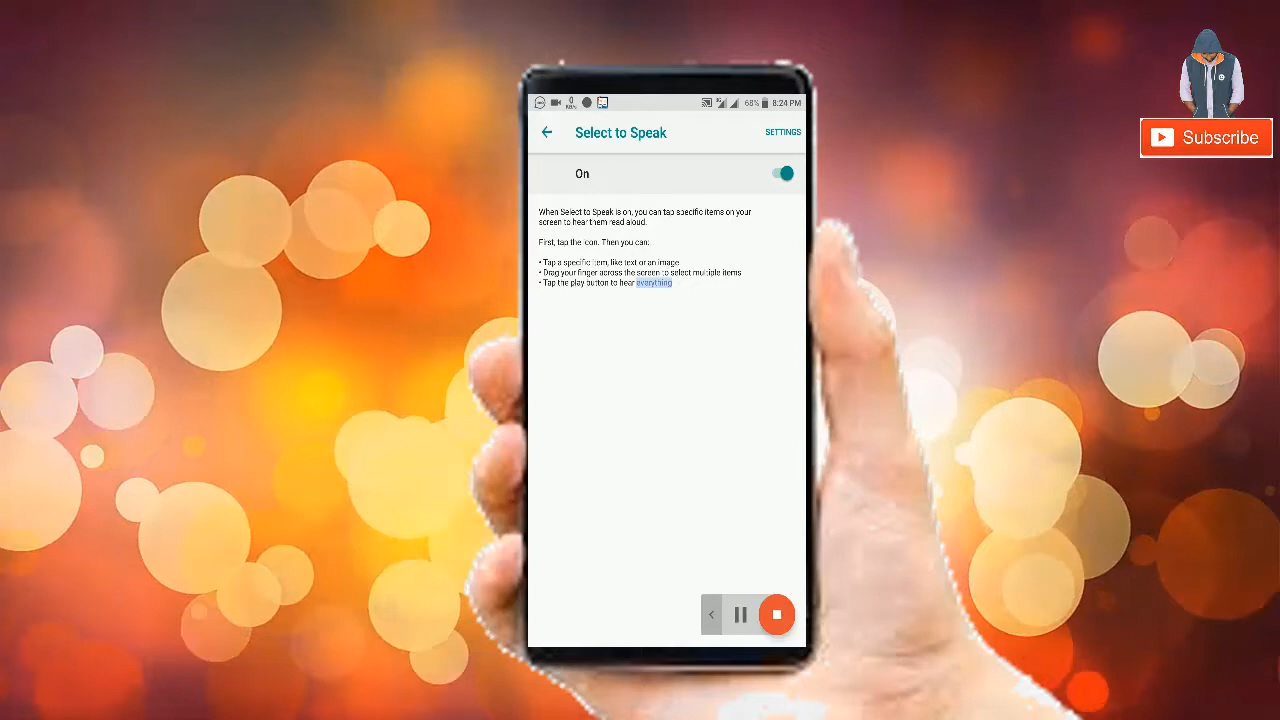 68% 8:24 PM
Select to Speak
SETTINGS
On
When Select to Speak is on, you can tap specific items on your
screen to hear them read aloud.
First, tap the icon. Then you can:
• Tap a specific item, like text or an image
• Drag your finger across the screen to select multiple items
• Tap the play button to hear everything
Subscribe